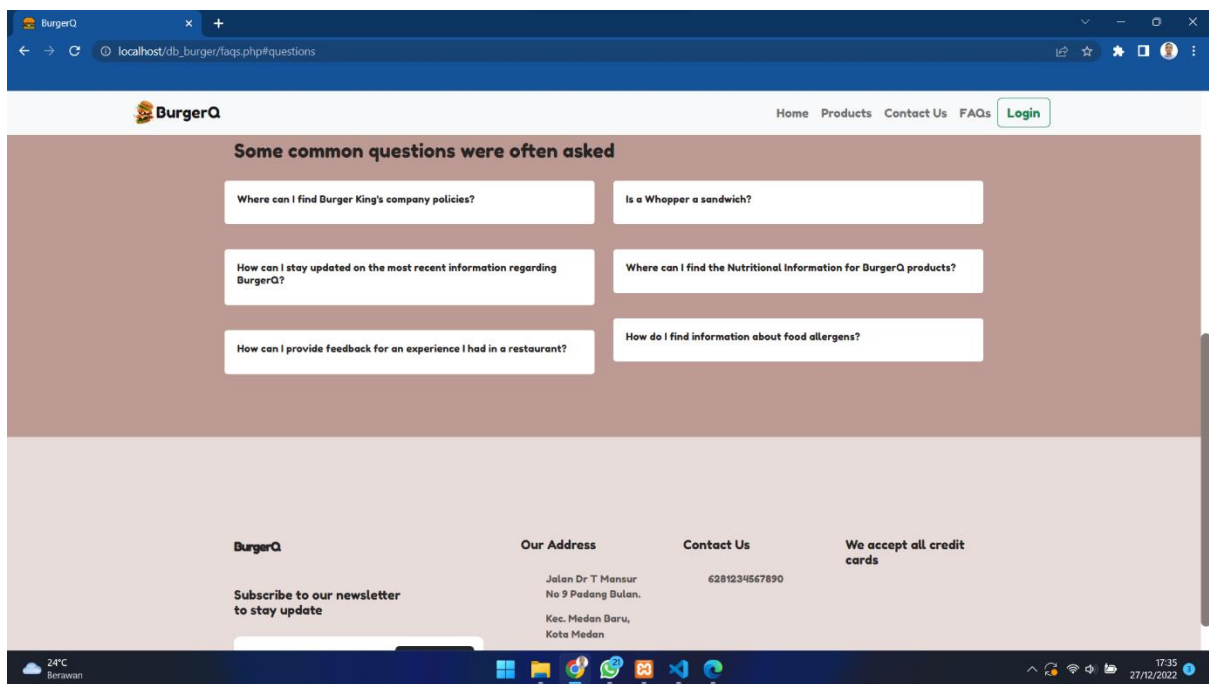 BurgerQ
localhost/db_burger/faqs.php#questions
BurgerQ
Home Products Contact Us FAQs Login
Some common questions were often asked
Where can I find Burger King's company policies?
Is a Whopper a sandwich?
How can I stay updated on the most recent information regarding
BurgerQ?
Where can I find the Nutritional Information for BurgerQ products?
How can I provide feedback for an experience I had in a restaurant?
How do I find information about food allergens?
BurgerQ
Subscribe to our newsletter
to stay update
Our Address
Jalan Dr T Mansur
No 9 Padang Bulan.
Kec. Medan Baru,
Kota Medan
Contact Us
6281234567890
We accept all credit
cards
24°C
Berawan
21
17:35
27/12/2022
3